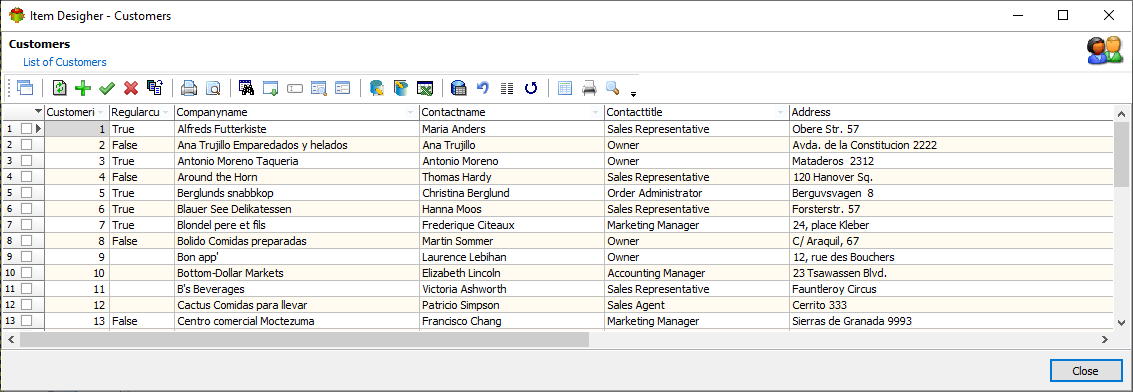 Item Desigher - Customers
Customers
List of Customers
Customeri Regularcu Companyname Contactname Contacttitle Address
1 1 True Alfreds Futterkiste Maria Anders Sales Representative Obere Str. 57
2 2 False Ana Trujillo Emparedados y helados Ana Trujillo Owner Avda. de la Constitucion 2222
3 3 True Antonio Moreno Taqueria Antonio Moreno Owner Mataderos 2312
4 4 False Around the Horn Thomas Hardy Sales Representative 120 Hanover Sq.
5 5 True Berglunds snabbkop Christina Berglund Order Administrator Berguvsvagen 8
6 6 True Blauer See Delikatessen Hanna Moos Sales Representative Forsterstr. 57
7 7 True Blondel pere et fils Frederique Citeaux Marketing Manager 24, place Kleber
8 8 False Bolido Comidas preparadas Martin Sommer Owner C/ Araquil, 67
9 9 Bon app' Laurence Lebihan Owner 12, rue des Bouchers
10 10 Bottom-Dollar Markets Elizabeth Lincoln Accounting Manager 23 Tsawassen Blvd.
11 11 B's Beverages Victoria Ashworth Sales Representative Fauntleroy Circus
12 12 Cactus Comidas para llevar Patricio Simpson Sales Agent Cerrito 333
13 13 False Centro comercial Moctezuma Francisco Chang Marketing Manager Sierras de Granada 9993
Close